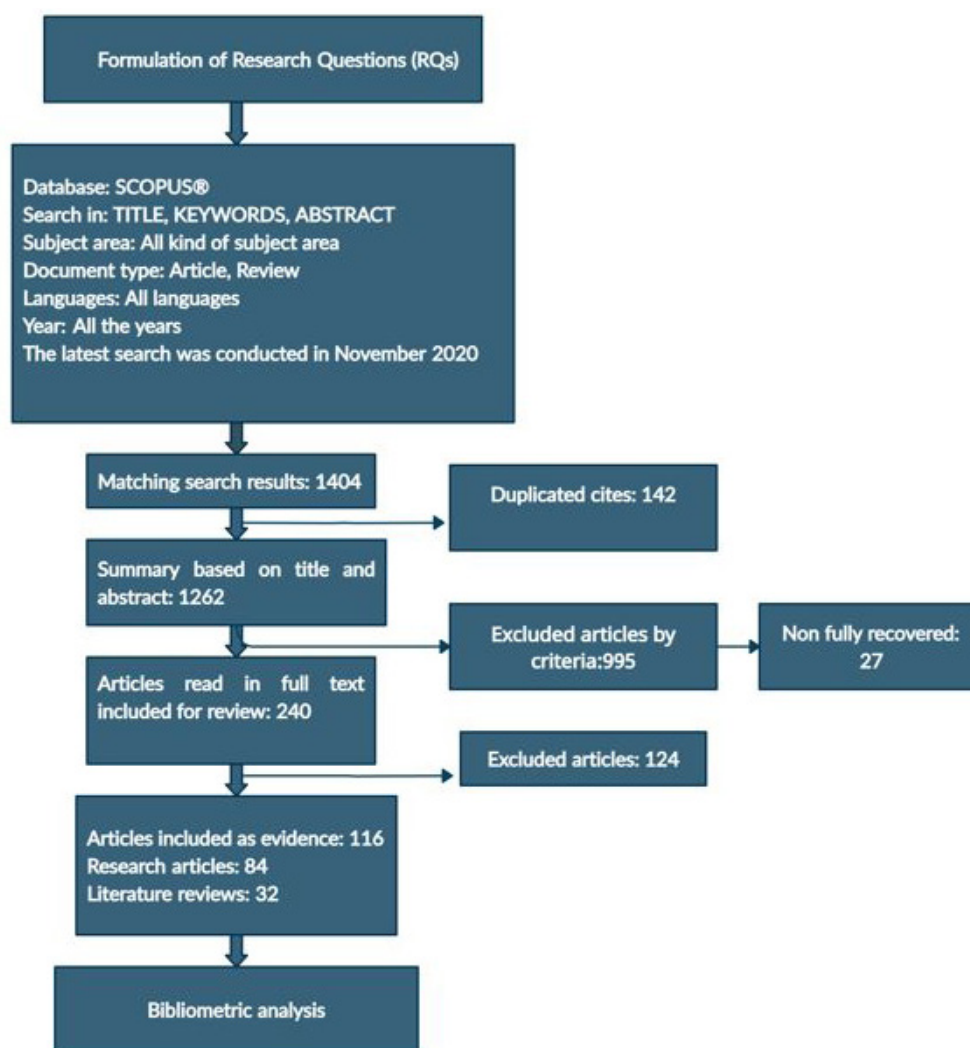 Formulation of Research Questions (RQs)
Database: SCOPUS®
Search in: TITLE, KEYWORDS, ABSTRACT
Subject area: All kind of subject area
Document type: Article, Review
Languages: All languages
Year: All the years
The latest search was conducted in November 2020
Matching search results: 1404
Duplicated cites: 142
Summary based on title and
abstract: 1262
Excluded articles by
criteria:995
Non fully recovered:
27
Articles read in full text
included for review: 240
Excluded articles: 124
Articles included as evidence: 116
Research articles: 84
Literature reviews: 32
Bibliometric analysis